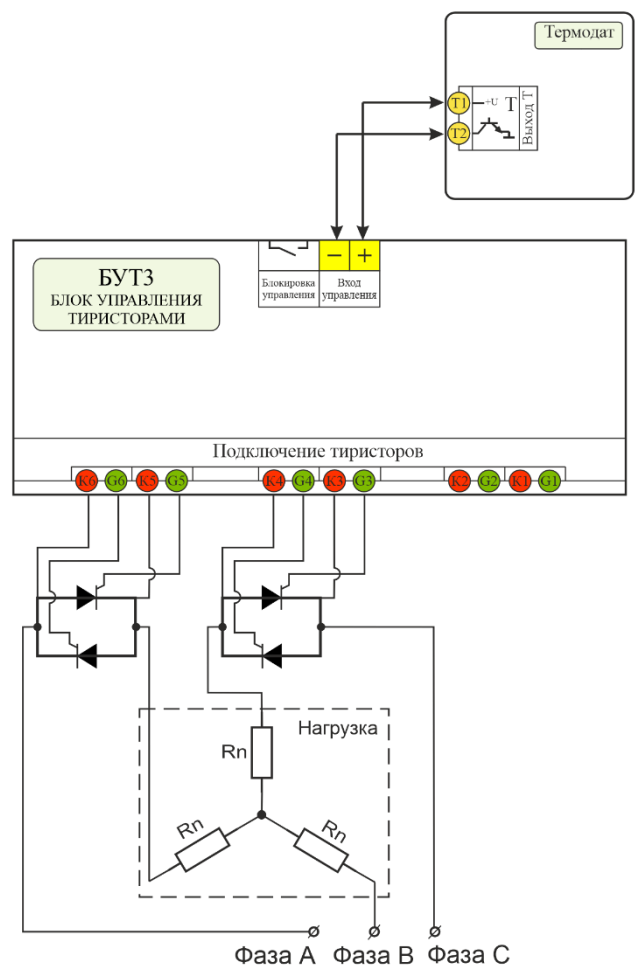 Термодат
T1
+U
T
Выход T
T2
БУТ3
БЛОК УПРАВЛЕНИЯ
ТИРИСТОРАМИ
−
+
Блокировка
управления
Вход
управления
Подключение тиристоров
K6 G6 K5 G5 K4 G4 K3 G3 K2 G2 K1 G1
Нагрузка
Rn
Rn
Rn
Фаза A Фаза B Фаза C